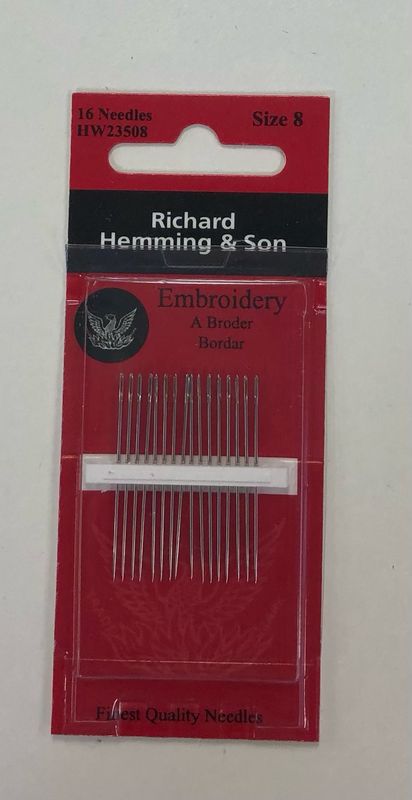 16 Needles
HW23508
Size 8
Richard
Hemming & Son
Embroidery
A Broder
Bordar
Finest Quality Needles